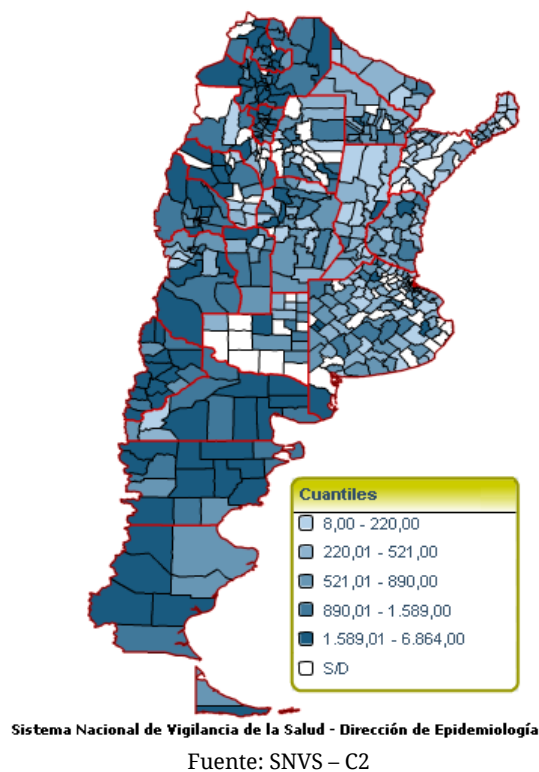 Cuantiles
8,00 - 220,00
220,01 - 521,00
521,01 - 890,00
890,01 - 1.589,00
1.589,01 - 6.864,00
S/D
Sistema Nacional de Vigilancia de la Salud - Dirección de Epidemiología
Fuente: SNVS – C2